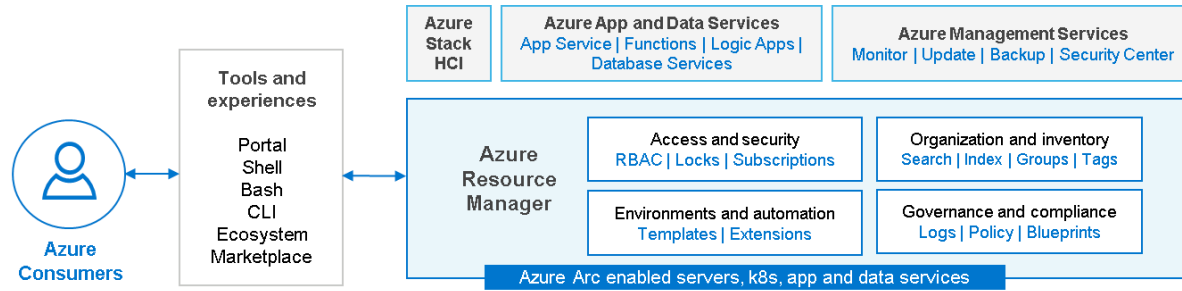 Azure
Consumers
Tools and
experiences
Portal
Shell
Bash
CLI
Ecosystem
Marketplace
Azure
Stack
HCI
Azure App and Data Services
App Service | Functions | Logic Apps |
Database Services
Azure Management Services
Monitor | Update | Backup | Security Center
Azure
Resource
Manager
Access and security
RBAC | Locks | Subscriptions
Organization and inventory
Search | Index | Groups | Tags
Environments and automation
Templates | Extensions
Governance and compliance
Logs | Policy | Blueprints
Azure Arc enabled servers, k8s, app and data services